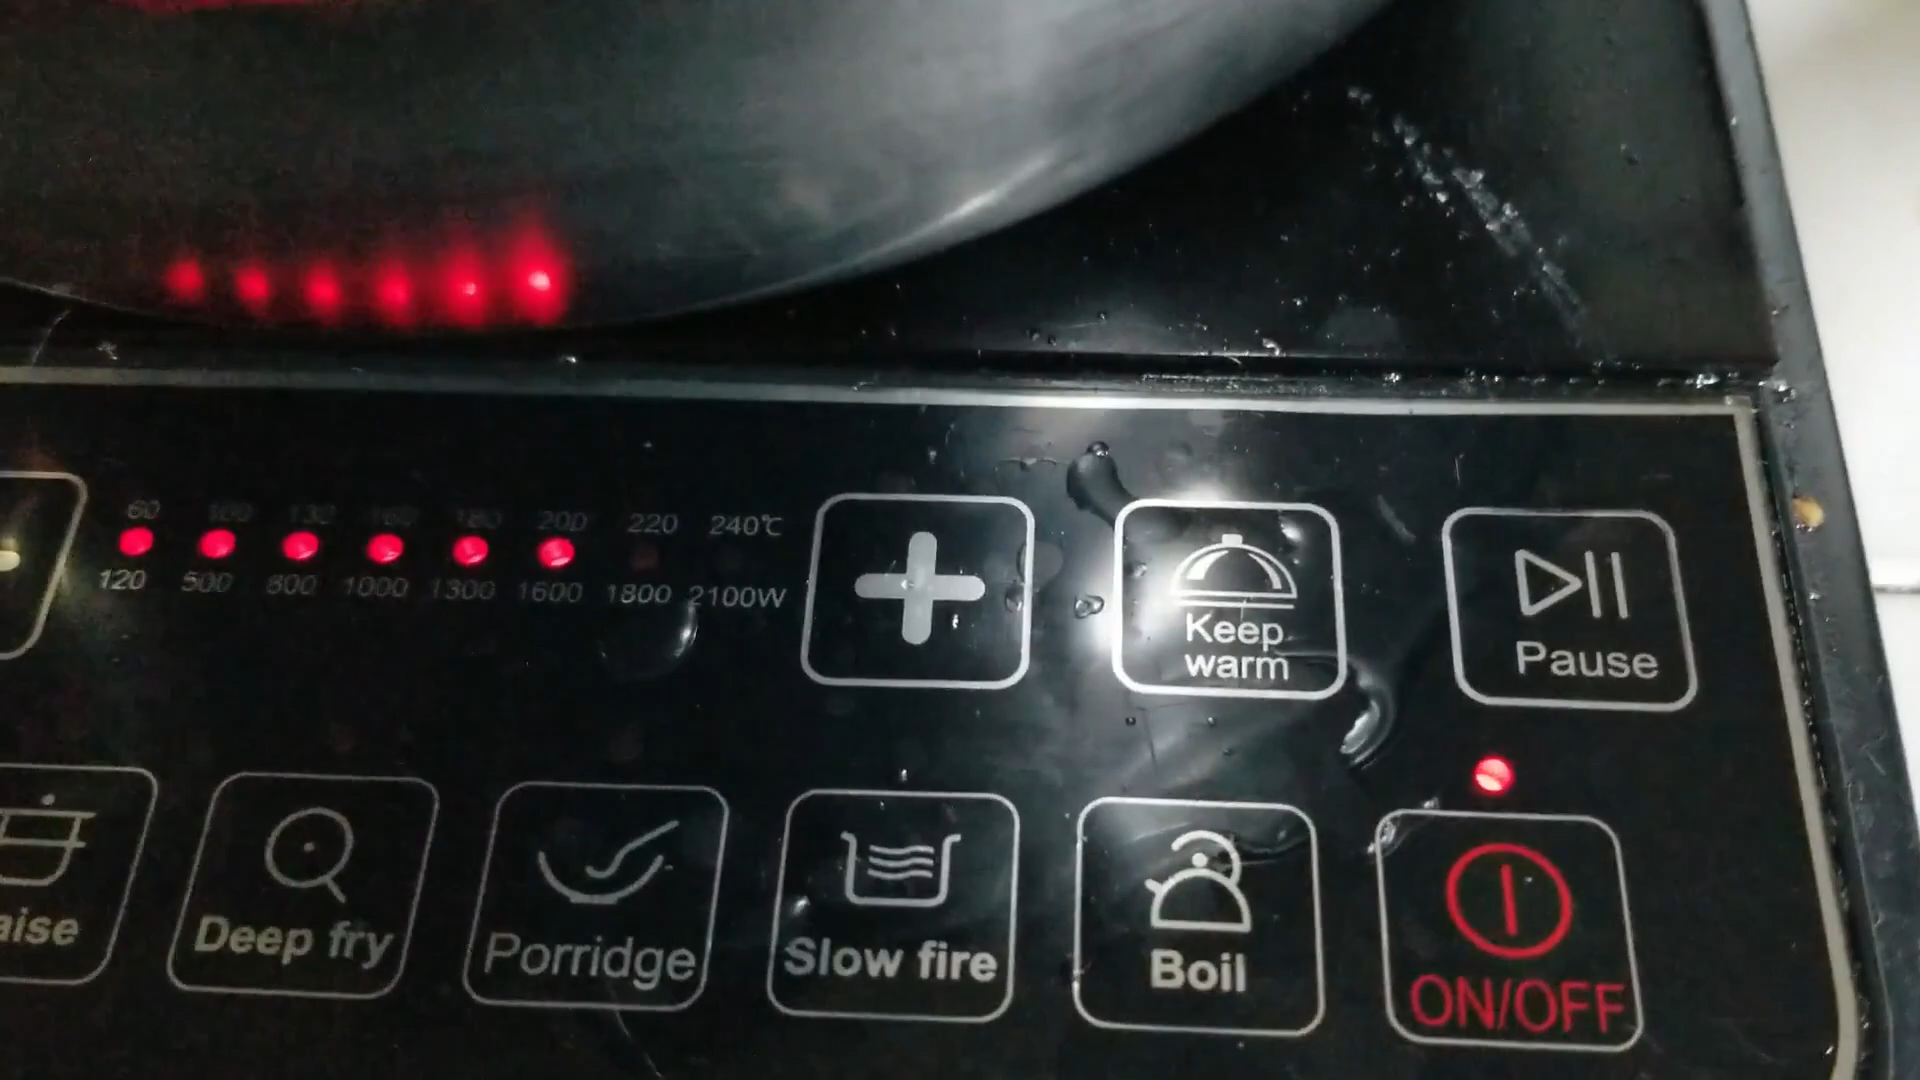 60 100 130 160 180 200 220 240℃
120 500 800 1000 1300 1600 1800 2100W
Keep
warm
Pause
aise
Deep fry
Porridge
Slow fire
Boil
ON/OFF